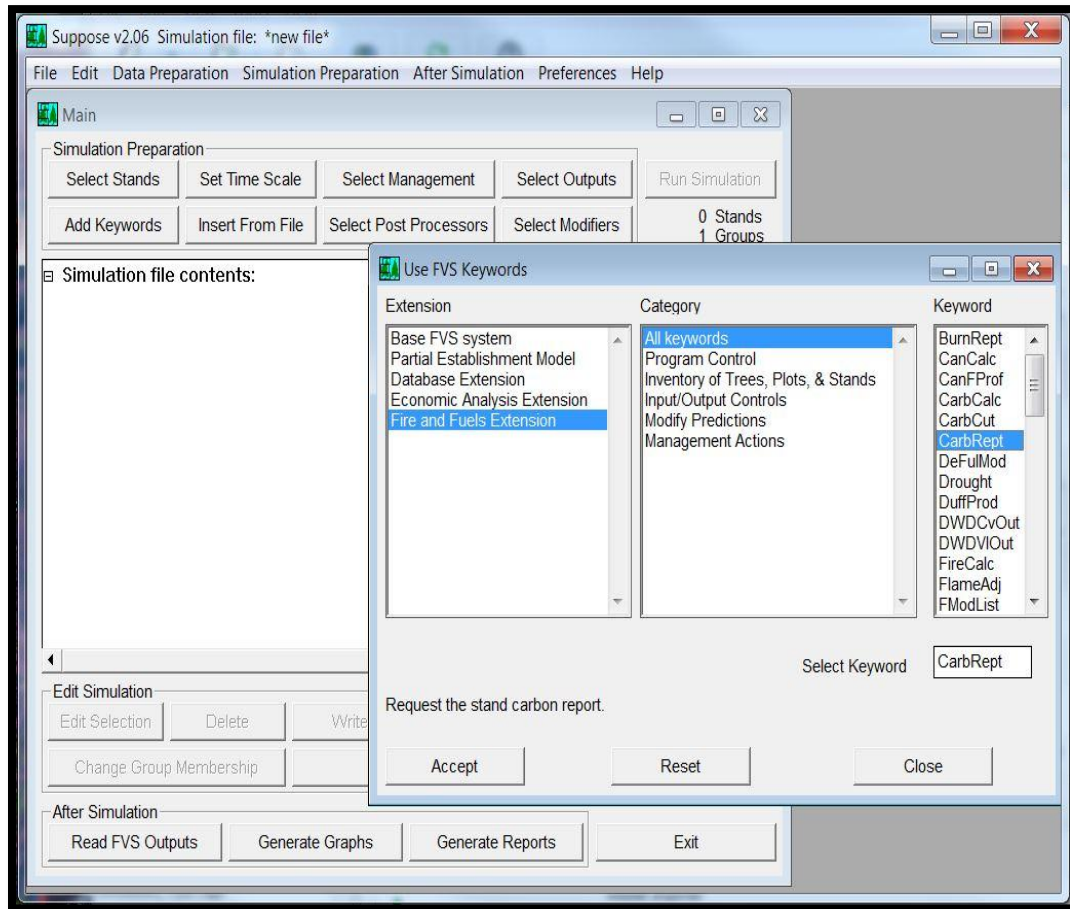 Suppose v2.06 Simulation file: *new file*
File Edit Data Preparation Simulation Preparation After Simulation Preferences Help
Main
Simulation Preparation
Select Stands Set Time Scale Select Management Select Outputs Run Simulation
Add Keywords Insert From File Select Post Processors Select Modifiers
0 Stands
1 Groups
Simulation file contents:
Use FVS Keywords
Extension Category Keyword
Base FVS system
Partial Establishment Model
Database Extension
Economic Analysis Extension
Fire and Fuels Extension
All keywords
Program Control
Inventory of Trees, Plots, & Stands
Input/Output Controls
Modify Predictions
Management Actions
BurnRept
CanCalc
CanFProf
CarbCalc
CarbCut
CarbRept
DeFulMod
Drought
DuffProd
DWDCvOut
DWDVlOut
FireCalc
FlameAdj
FModList
Select Keyword CarbRept
Request the stand carbon report.
Accept Reset Close
Edit Simulation
Edit Selection Delete Write
Change Group Membership
After Simulation
Read FVS Outputs Generate Graphs Generate Reports Exit